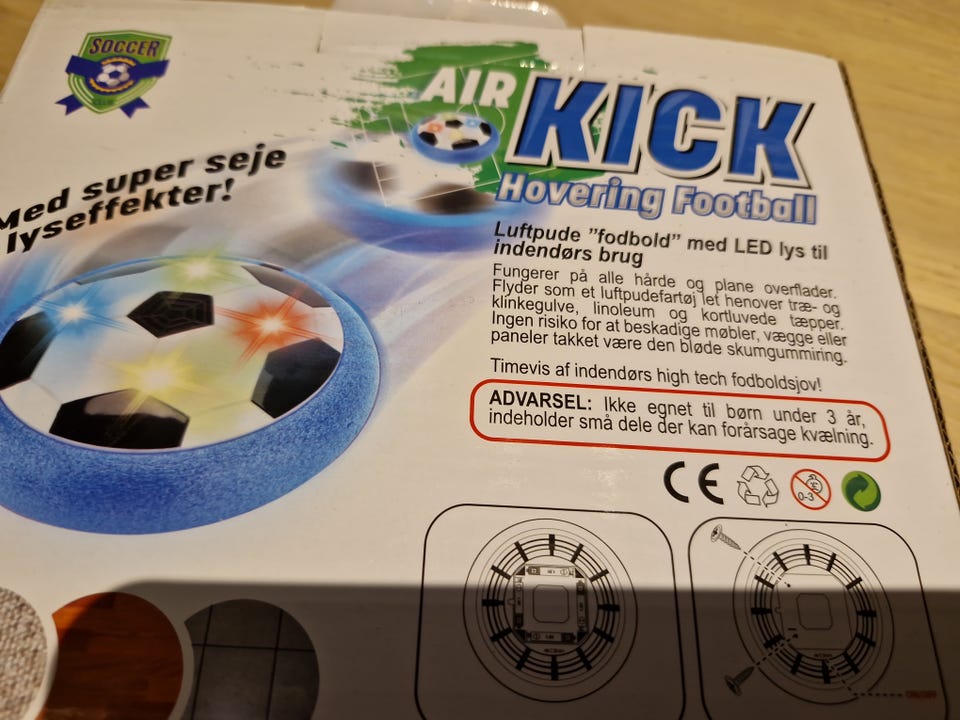 SOCCER
CLUB
AIR KICK
Hovering Football
Med super seje
lyseffekter!
Luftpude "fodbold" med LED lys til
indendørs brug
Fungerer på alle hårde og plane overflader.
Flyder som et luftpudefartøj let henover træ- og
klinkegulve, linoleum og kortluvede tæpper.
Ingen risiko for at beskadige møbler, vægge eller
paneler takket være den bløde skumgummiring.
Timevis af indendørs high tech fodboldsjov!
ADVARSEL: Ikke egnet til børn under 3 år,
indeholder små dele der kan forårsage kvælning.
CE
0-3